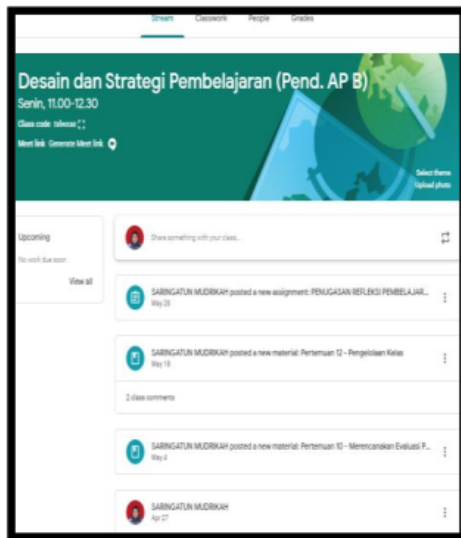 Stream Classwork People Grades
Desain dan Strategi Pembelajaran (Pend. AP B)
Senin, 11.00-12.30
Class code
Meet link Generate Meet link
Select theme
Upload photo
Upcoming
No work due soon
View all
Share something with your class...
SARINGATUN MUDRIKAH posted a new assignment: PENUGASAN REFLEKSI PEMBELAJAR...
May 25
SARINGATUN MUDRIKAH posted a new material: Pertemuan 12 - Pengelolaan Kelas
May 18
2 class comments
SARINGATUN MUDRIKAH posted a new material: Pertemuan 10 - Merencanakan Evaluasi P...
May 4
SARINGATUN MUDRIKAH
Apr 27